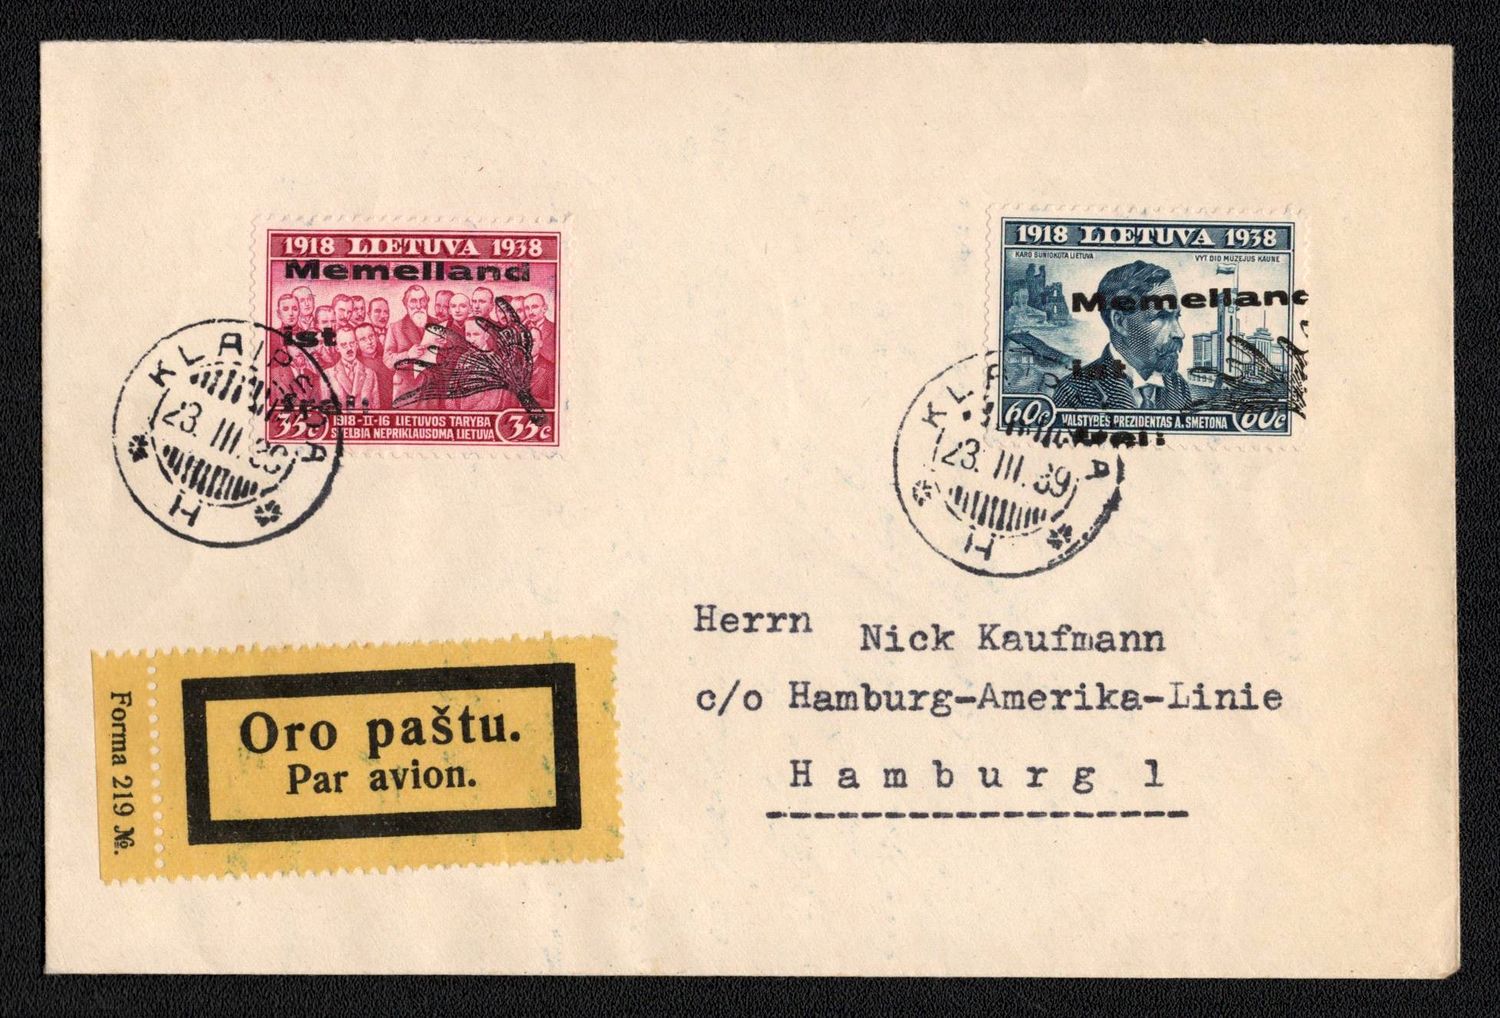 1918 LIETUVA 1938
Memelland
ist
frei!
35c 1918-II-16 LIETUVOS TARYBA 35c
SKELBIA NEPRIKLAUSOMĄ LIETUVĄ
KLAIPĖDA
23. III. 39
H
1918 LIETUVA 1938
KARO SUNIOKOTA LIETUVA VYT DID MUZEJUS KAUNE
Memelland
ist
frei!
60c VALSTYBĖS PREZIDENTAS A. SMETONA 60c
KLAIPĖDA
23. III. 39
H
Herrn Nick Kaufmann
c/o Hamburg-Amerika-Linie
Hamburg 1
Forma 219 №.
Oro paštu.
Par avion.